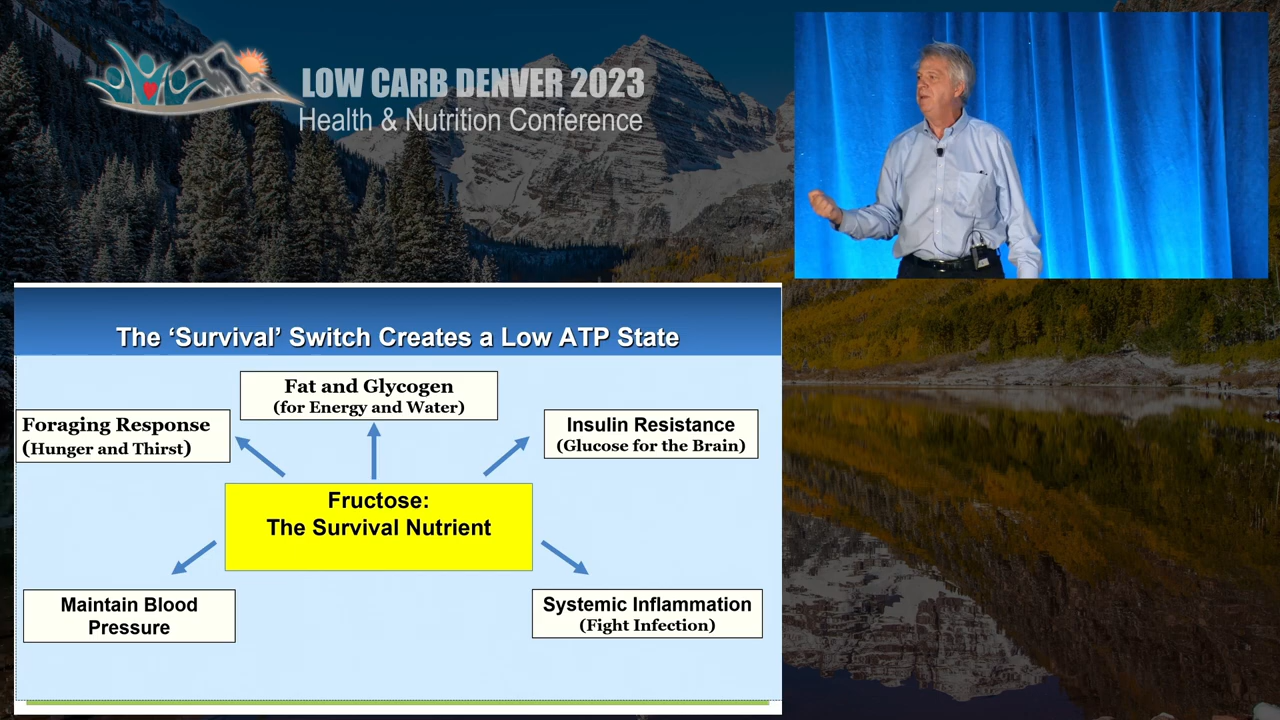 LOW CARB DENVER 2023
Health & Nutrition Conference
The ‘Survival’ Switch Creates a Low ATP State
Fat and Glycogen
(for Energy and Water)
Foraging Response
(Hunger and Thirst)
Insulin Resistance
(Glucose for the Brain)
Fructose:
The Survival Nutrient
Maintain Blood
Pressure
Systemic Inflammation
(Fight Infection)